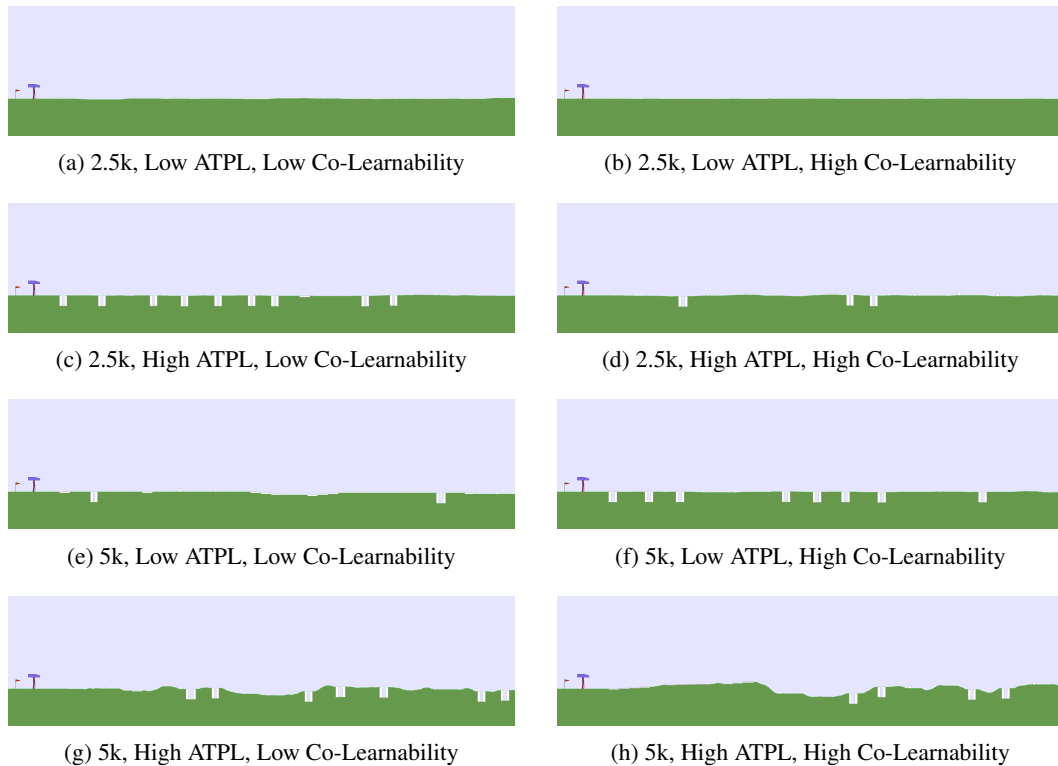 (a) 2.5k, Low ATPL, Low Co-Learnability
(b) 2.5k, Low ATPL, High Co-Learnability
(c) 2.5k, High ATPL, Low Co-Learnability
(d) 2.5k, High ATPL, High Co-Learnability
(e) 5k, Low ATPL, Low Co-Learnability
(f) 5k, Low ATPL, High Co-Learnability
(g) 5k, High ATPL, Low Co-Learnability
(h) 5k, High ATPL, High Co-Learnability